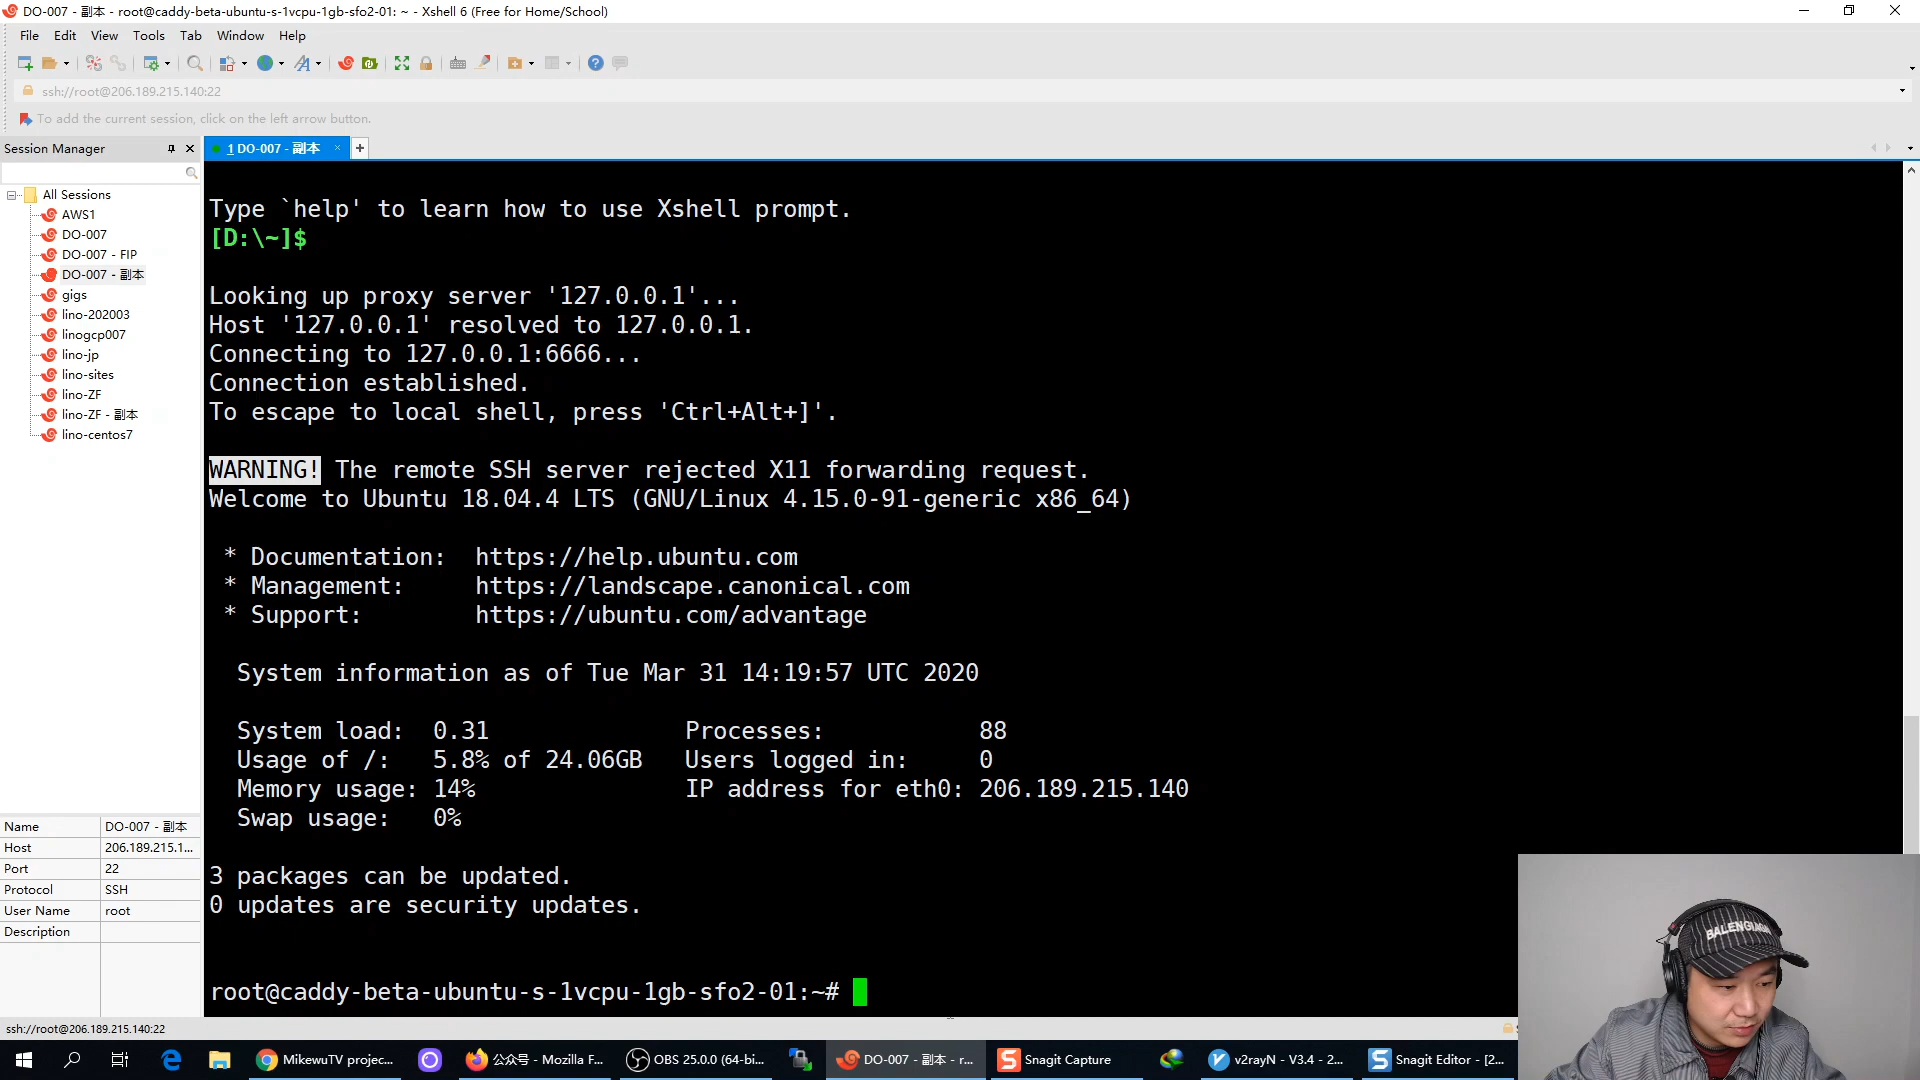 DO-007 - 副本 - root@caddy-beta-ubuntu-s-1vcpu-1gb-sfo2-01: ~ - Xshell 6 (Free for Home/School)
File Edit View Tools Tab Window Help
ssh://root@206.189.215.140:22
To add the current session, click on the left arrow button.
Session Manager
1 DO-007 - 副本
All Sessions
AWS1
DO-007
DO-007 - FIP
DO-007 - 副本
gigs
lino-202003
linogcp007
lino-jp
lino-sites
lino-ZF
lino-ZF - 副本
lino-centos7
Name DO-007 - 副本
Host 206.189.215.1...
Port 22
Protocol SSH
User Name root
Description
Type `help' to learn how to use Xshell prompt.
[D:\~]$
Looking up proxy server '127.0.0.1'...
Host '127.0.0.1' resolved to 127.0.0.1.
Connecting to 127.0.0.1:6666...
Connection established.
To escape to local shell, press 'Ctrl+Alt+]'.
WARNING! The remote SSH server rejected X11 forwarding request.
Welcome to Ubuntu 18.04.4 LTS (GNU/Linux 4.15.0-91-generic x86_64)
* Documentation: https://help.ubuntu.com
* Management: https://landscape.canonical.com
* Support: https://ubuntu.com/advantage
System information as of Tue Mar 31 14:19:57 UTC 2020
System load: 0.31 Processes: 88
Usage of /: 5.8% of 24.06GB Users logged in: 0
Memory usage: 14% IP address for eth0: 206.189.215.140
Swap usage: 0%
3 packages can be updated.
0 updates are security updates.
root@caddy-beta-ubuntu-s-1vcpu-1gb-sfo2-01:~#
BALENCIAGA
ssh://root@206.189.215.140:22
MikewuTV projec... 公众号 - Mozilla F... OBS 25.0.0 (64-bi... DO-007 - 副本 - r... Snagit Capture v2rayN - V3.4 - 2... Snagit Editor - [2...